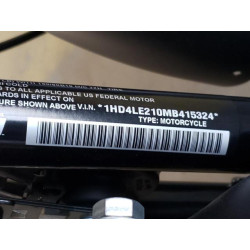 TO ALL APPLICABLE US FEDERAL MOTOR
ARDS IN EFFECT ON
URE SHOWN ABOVE V.I.N. *1HD4LE210MB415324*
TYPE: MOTORCYCLE